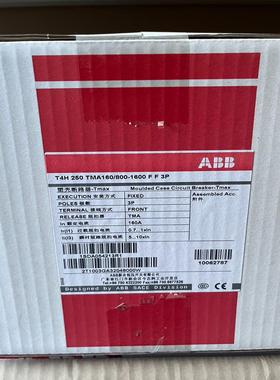 ABB
T4H 250 TMA160/800-1600 F F 3P
塑壳断路器-Tmax Moulded Case Circuit Breaker-Tmax
EXECUTION 安装方式 FIXED Assembled Acc.
POLES 极数 3P 附件
TERMINAL 接线方式 FRONT
RELEASE 脱扣器 TMA
In 额定电流 160A
0.7...1xIn
5...10xIn
1SDA054213R1 10062787
Designed by ABB SACE Division